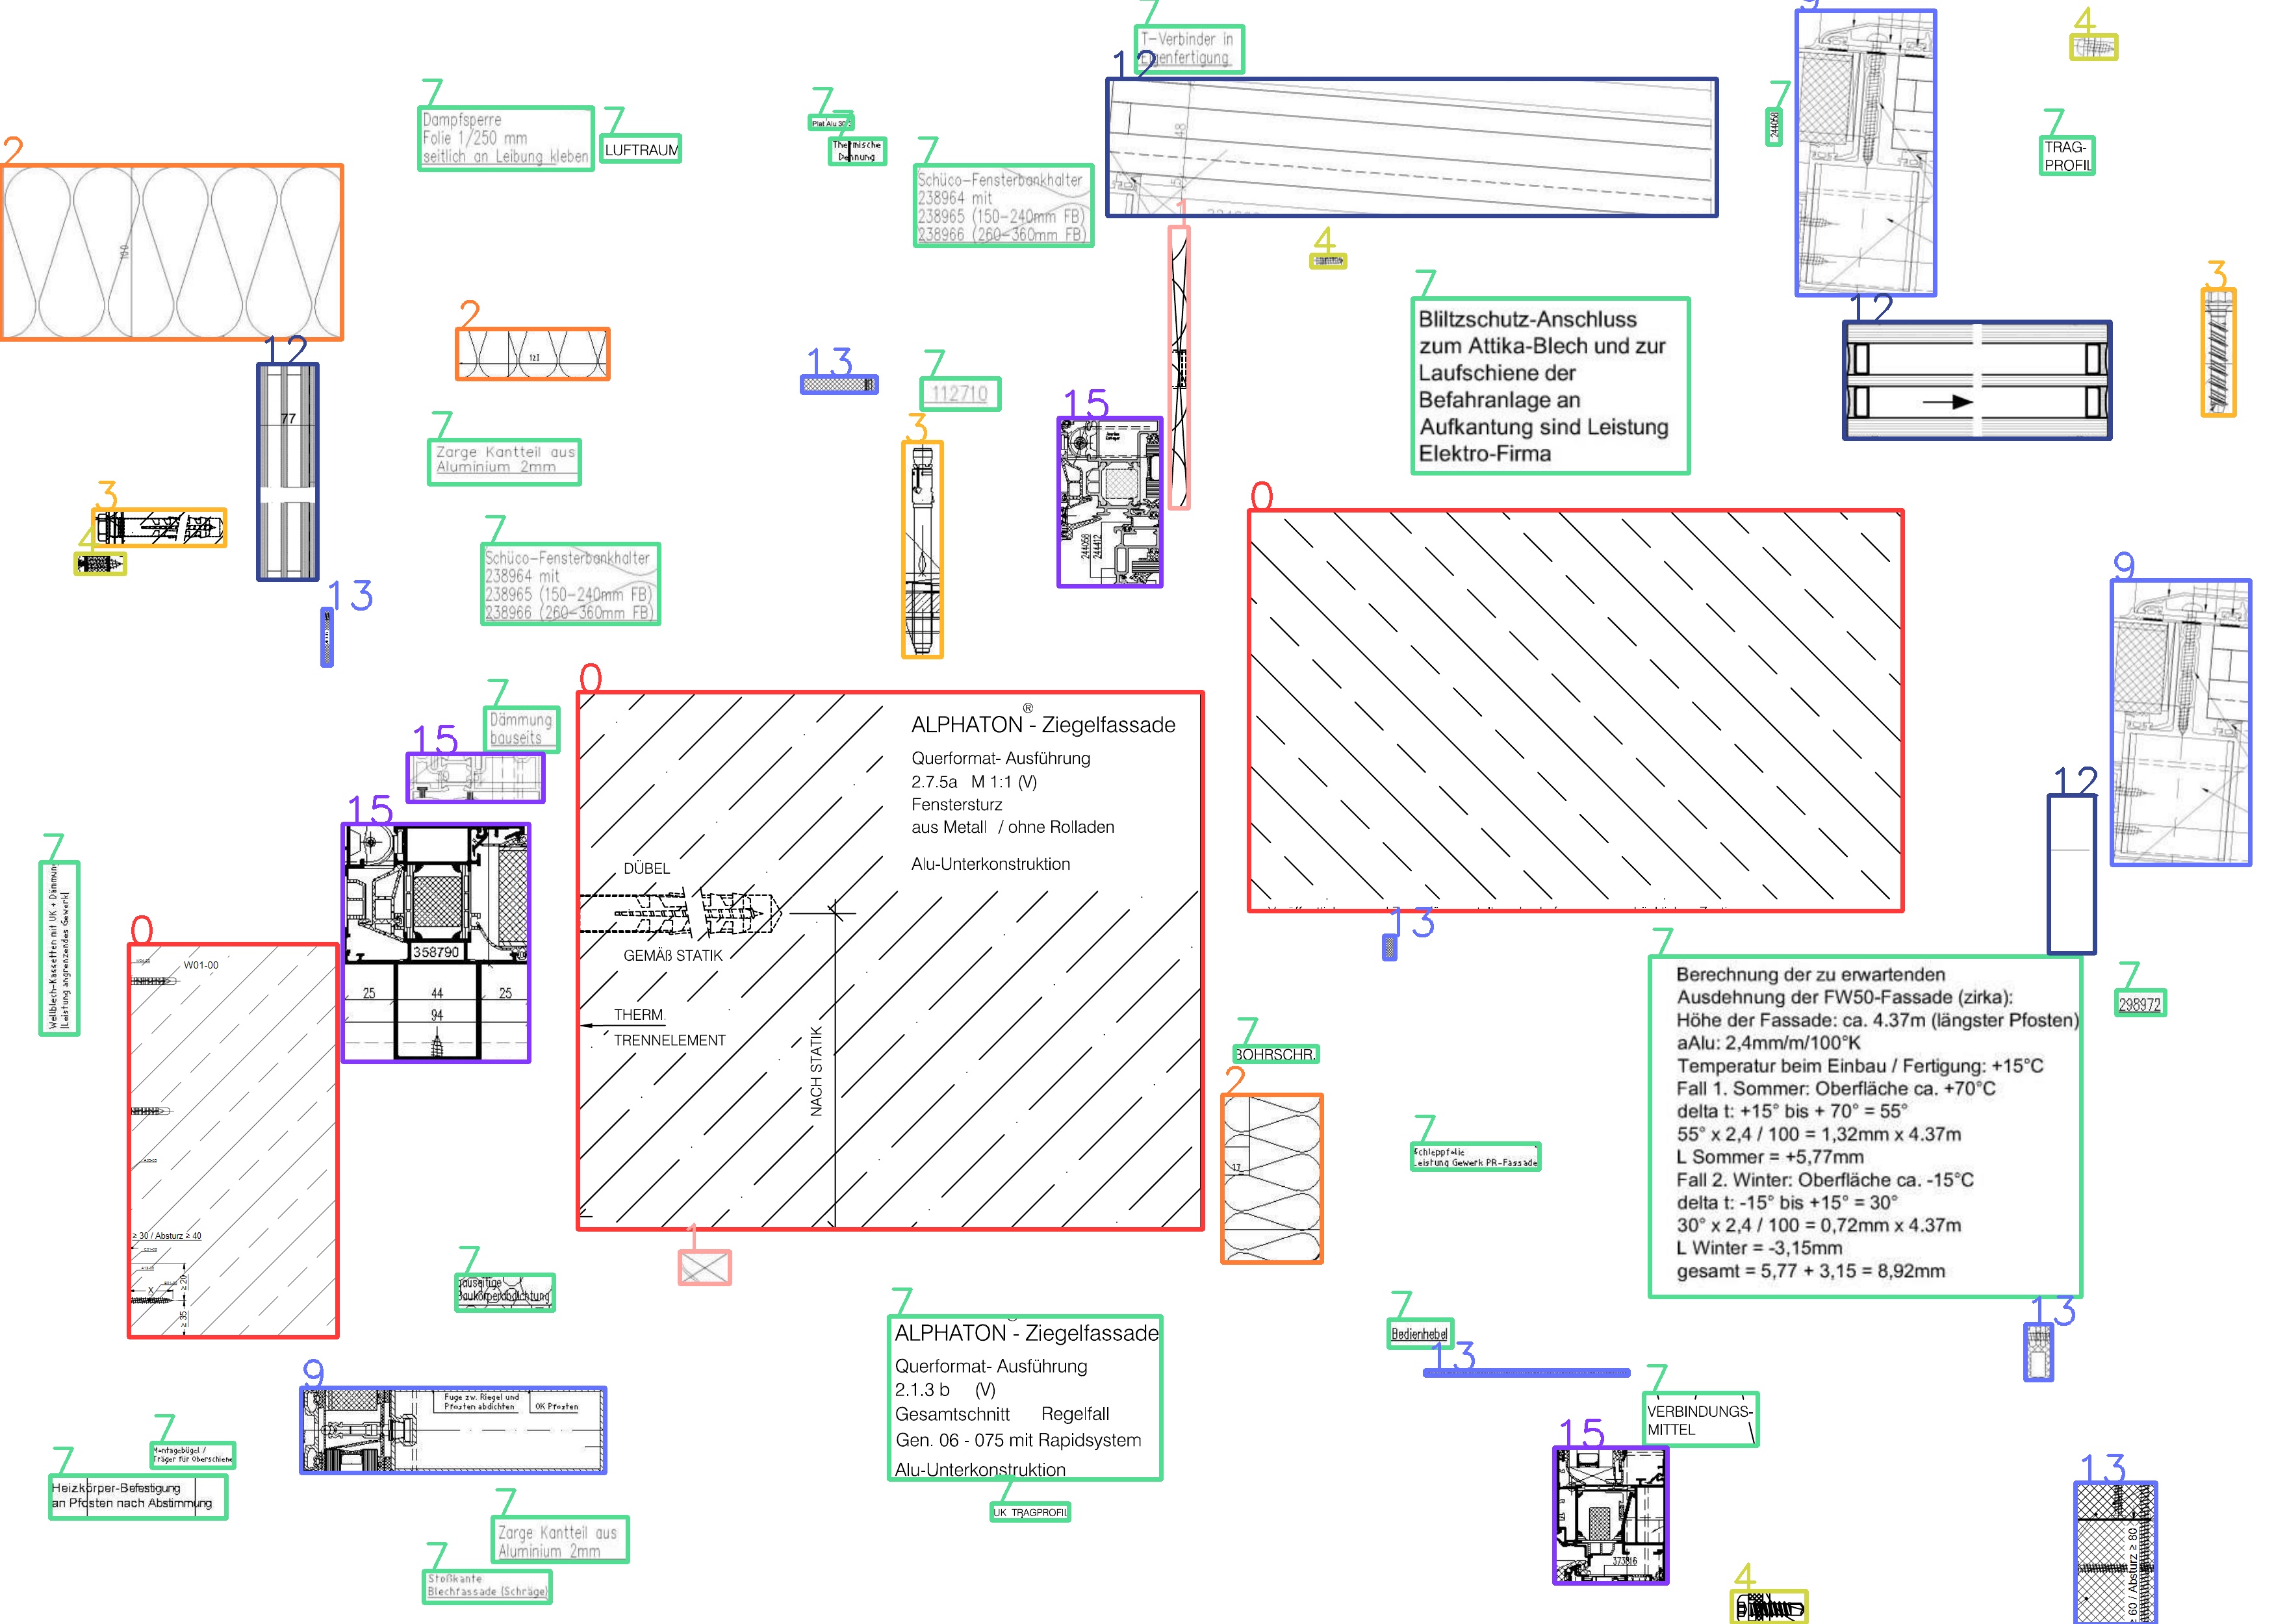 7
T-Verbinder in
Eigenfertigung
12
48
9
4
7
244058
7
TRAG-
PROFIL
7
Dampfsperre
Folie 1/250 mm
seitlich an Leibung kleben
7
LUFTRAUM
7
Plat Alu
7
Thermische
Dehnung
7
Schüco-Fensterbankhalter
238964 mit
238965 (150-240mm FB)
238966 (260-360mm FB)
2
160
1
4
3
12
7
Bliltzschutz-Anschluss
zum Attika-Blech und zur
Laufschiene der
Befahranlage an
Aufkantung sind Leistung
Elektro-Firma
12
77
2
13
7
112710
15
244058
244412
3
7
Zarge Kantteil aus
Aluminium 2mm
3
4
13
7
Schüco-Fensterbankhalter
238964 mit
238965 (150-240mm FB)
238966 (260-360mm FB)
0
9
0
ALPHATON® - Ziegelfassade
Querformat- Ausführung
2.7.5a M 1:1 (V)
Fenstersturz
aus Metall / ohne Rolladen
Alu-Unterkonstruktion
DÜBEL
GEMÄß STATIK
THERM.
TRENNELEMENT
NACH STATIK
7
Dämmung
bauseits
15
15
358790
25 44 25
94
7
Wellblech-Kassetten mit UK + Dämmun
(Leistung angrenzendes Gewerk)
0
W01-00
≥ 30 / Absturz ≥ 40
X
≥ 20
≥ 35
12
13
7
Berechnung der zu erwartenden
Ausdehnung der FW50-Fassade (zirka):
Höhe der Fassade: ca. 4.37m (längster Pfosten)
aAlu: 2,4mm/m/100°K
Temperatur beim Einbau / Fertigung: +15°C
Fall 1. Sommer: Oberfläche ca. +70°C
delta t: +15° bis + 70° = 55°
55° x 2,4 / 100 = 1,32mm x 4.37m
L Sommer = +5,77mm
Fall 2. Winter: Oberfläche ca. -15°C
delta t: -15° bis +15° = 30°
30° x 2,4 / 100 = 0,72mm x 4.37m
L Winter = -3,15mm
gesamt = 5,77 + 3,15 = 8,92mm
7
298972
7
BOHRSCHR.
2
17
7
Schleppfolie
Leistung Gewerk PR-Fassade
1
7
bauseitige
Baukörperabdichtung
7
ALPHATON - Ziegelfassade
Querformat- Ausführung
2.1.3 b (V)
Gesamtschnitt Regelfall
Gen. 06 - 075 mit Rapidsystem
Alu-Unterkonstruktion
7
UK TRAGPROFIL
7
Bedienhebel
13
13
9
Fuge zw. Riegel und
Pfosten abdichten
OK Pfosten
7
VERBINDUNGS-
MITTEL
7
Montagebügel /
Träger für Oberschiene
7
Heizkörper-Befestigung
an Pfosten nach Abstimmung
15
373816
13
≥ 60 / Absturz ≥ 80
7
Zarge Kantteil aus
Aluminium 2mm
7
Stoßkante
Blechfassade (Schräge)
4